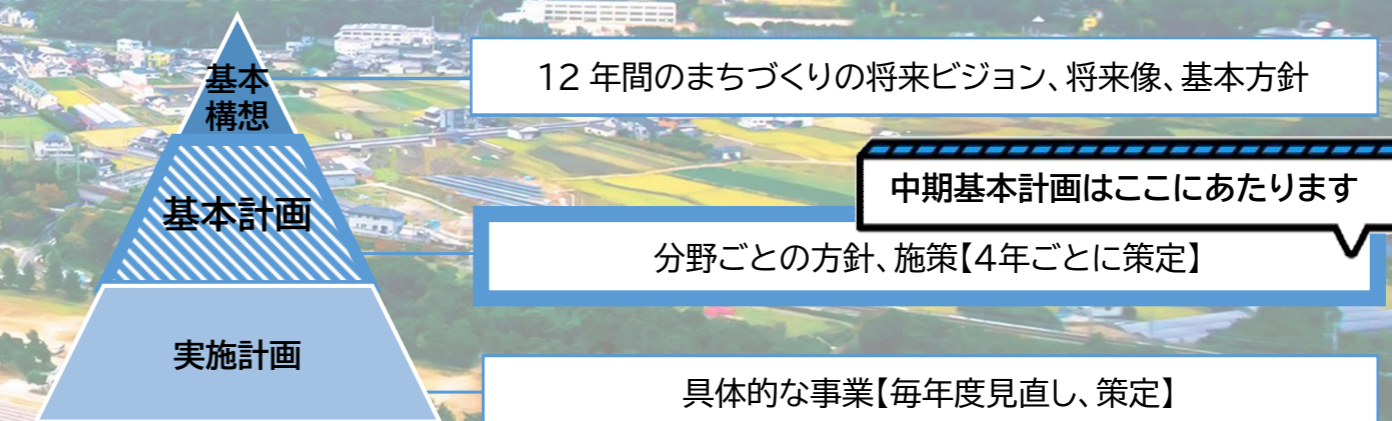 基本
構想
12 年間のまちづくりの将来ビジョン、将来像、基本方針
中期基本計画はここにあたります
基本計画
分野ごとの方針、施策【4年ごとに策定】
実施計画
具体的な事業【毎年度見直し、策定】